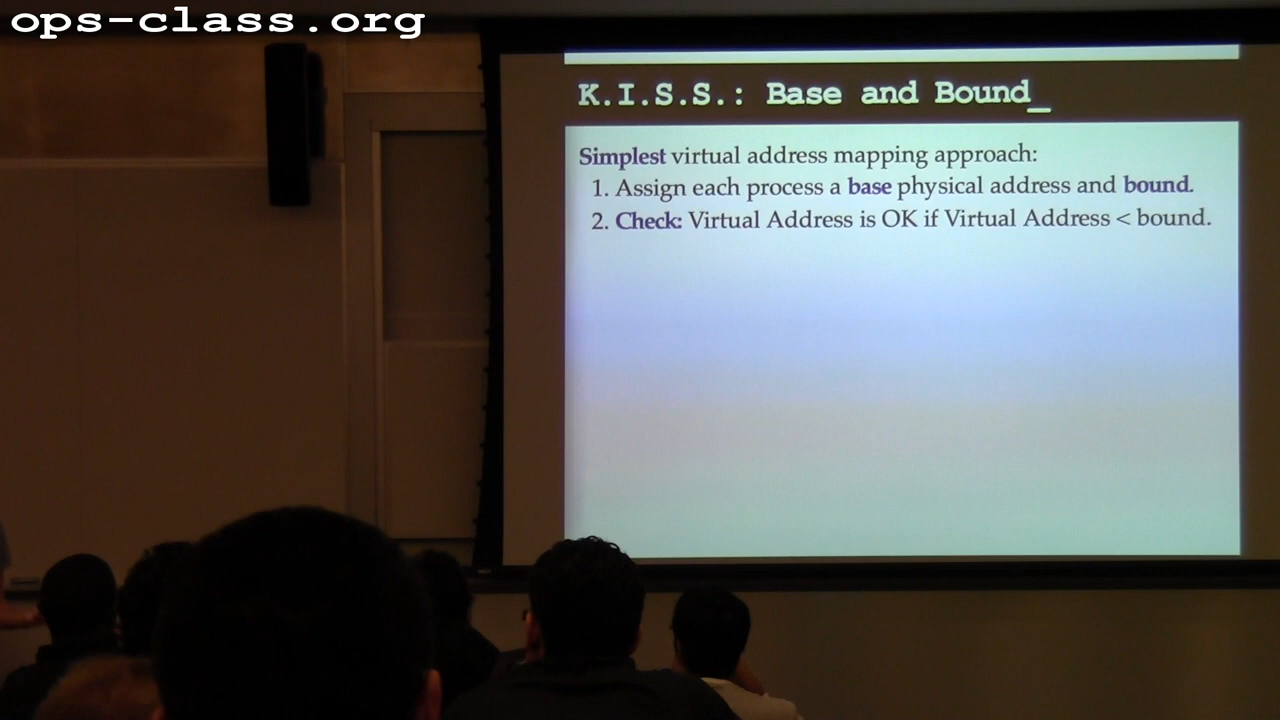 ops-class.org
K.I.S.S.: Base and Bound_
Simplest virtual address mapping approach:
1. Assign each process a base physical address and bound.
2. Check: Virtual Address is OK if Virtual Address < bound.